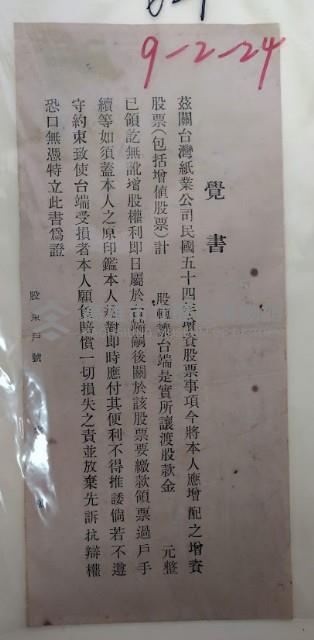 9-2-24
覺書
茲關台灣紙業公司民國五十四年增資股票事項今將本人應增配之增資
股票(包括增值股票)計　　股轉讓台端是實所讓渡股款金　　元整
已領訖無訛增股權利即日屬於台端嗣後關於該股票要繳款領票過戶手
續等如須蓋本人之原印鑑本人絕對即時應付其便利不得推諉倘若不遵
守約束致使台端受損者本人願負賠償一切損失之責並放棄先訴抗辯權
恐口無憑特立此書爲證
股東戶號